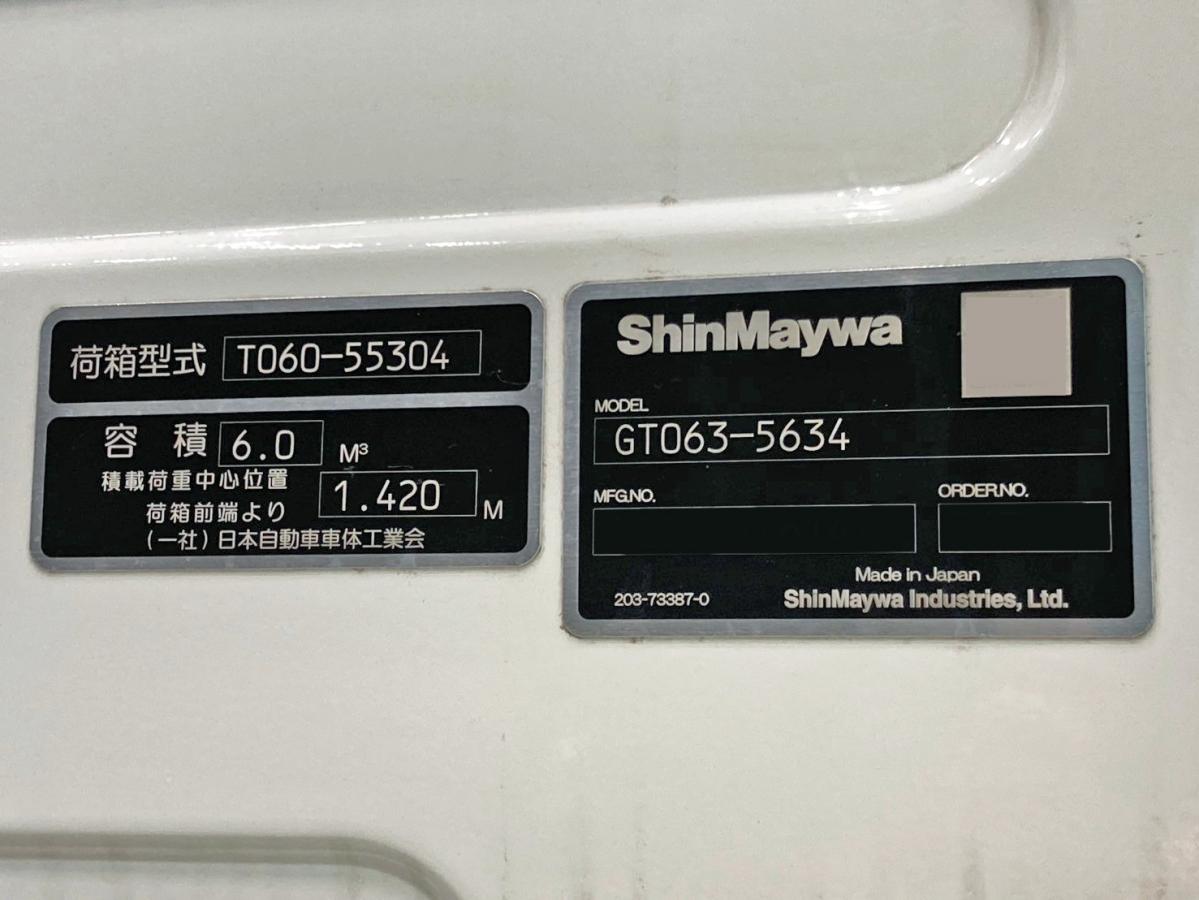 荷箱型式 T060-55304
容積 6.0 M³
積載荷重中心位置
荷箱前端より 1.420 M
(一社)日本自動車車体工業会
ShinMaywa
MODEL
GT063-5634
MFG.NO. ORDER.NO.
Made in Japan
203-73387-0 ShinMaywa Industries, Ltd.